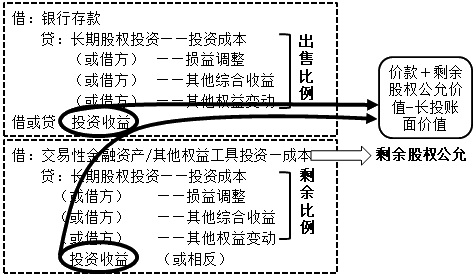 借：银行存款
贷：长期股权投资——投资成本
（或借方）　——损益调整
（或借方）　——其他综合收益
（或借方）　——其他权益变动
借或贷　投资收益
出售比例
价款＋剩余
股权公允价
值－长投账
面价值
借：交易性金融资产/其他权益工具投资—成本
剩余股权公允
贷：长期股权投资——投资成本
（或借方）　——损益调整
（或借方）　——其他综合收益
（或借方）　——其他权益变动
投资收益　（或相反）
剩余比例